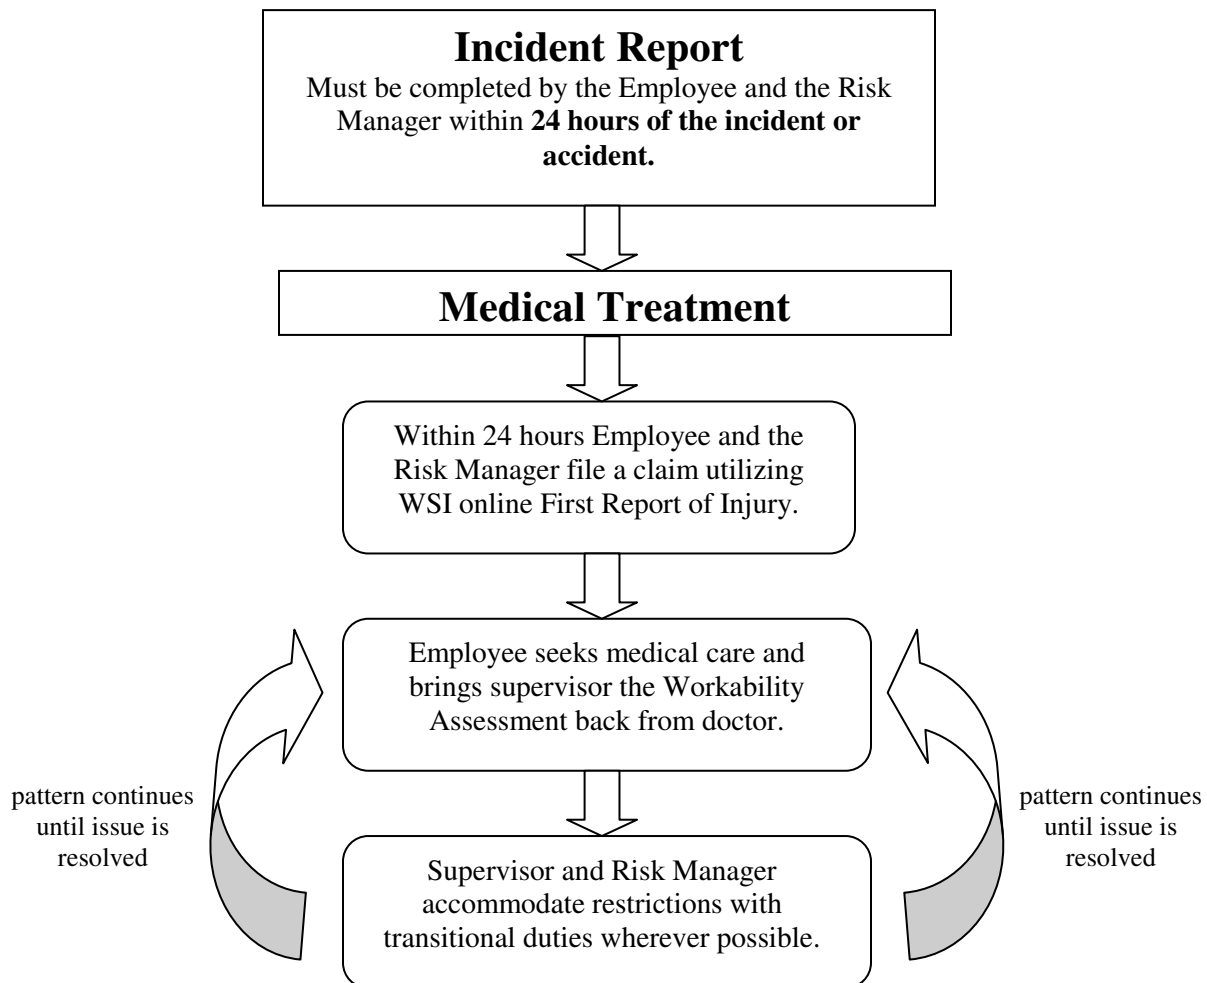 Incident Report
Must be completed by the Employee and the Risk
Manager within 24 hours of the incident or
accident.
Medical Treatment
Within 24 hours Employee and the
Risk Manager file a claim utilizing
WSI online First Report of Injury.
Employee seeks medical care and
brings supervisor the Workability
Assessment back from doctor.
pattern continues
until issue is
resolved
pattern continues
until issue is
resolved
Supervisor and Risk Manager
accommodate restrictions with
transitional duties wherever possible.